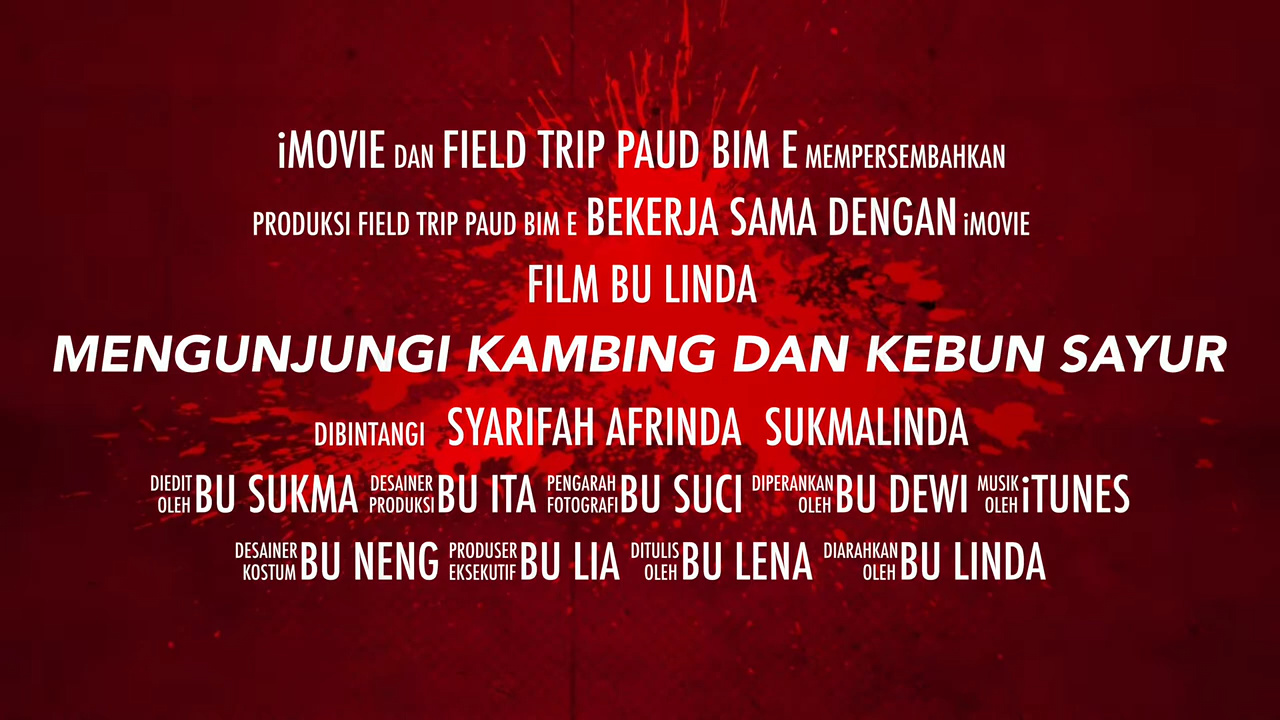 iMOVIE DAN FIELD TRIP PAUD BIM E MEMPERSEMBAHKAN
PRODUKSI FIELD TRIP PAUD BIM E BEKERJA SAMA DENGAN iMOVIE
FILM BU LINDA
MENGUNJUNGI KAMBING DAN KEBUN SAYUR
DIBINTANGI SYARIFAH AFRINDA SUKMALINDA
DIEDIT OLEH BU SUKMA DESAINER PRODUKSI BU ITA PENGARAH FOTOGRAFI BU SUCI DIPERANKAN OLEH BU DEWI MUSIK OLEH iTUNES
DESAINER KOSTUM BU NENG PRODUSER EKSEKUTIF BU LIA DITULIS OLEH BU LENA DIARAHKAN OLEH BU LINDA